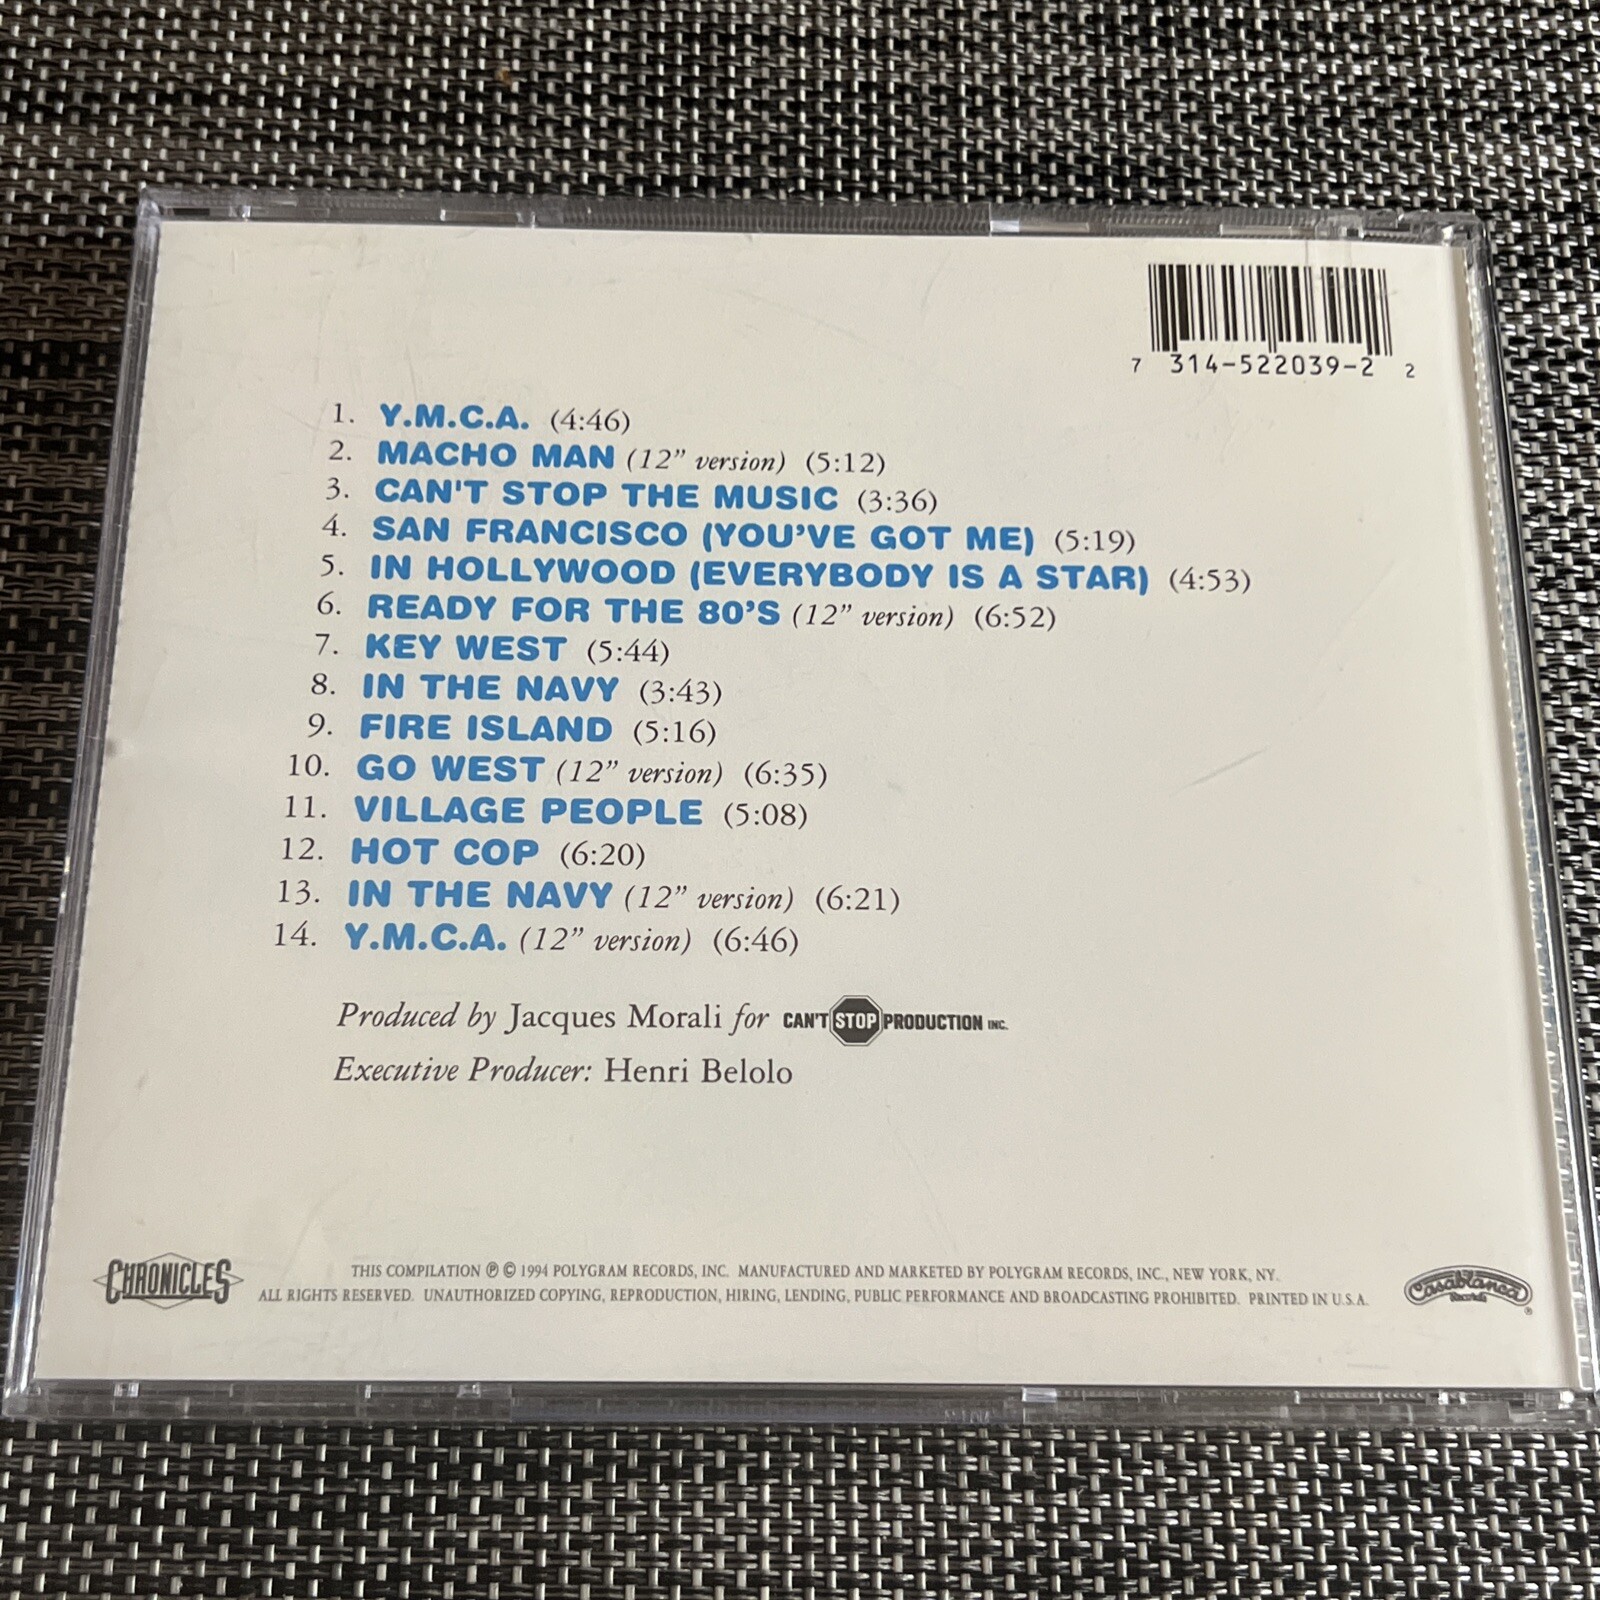 7 314-522039-2 2
1. Y.M.C.A. (4:46)
2. MACHO MAN (12" version) (5:12)
3. CAN'T STOP THE MUSIC (3:36)
4. SAN FRANCISCO (YOU'VE GOT ME) (5:19)
5. IN HOLLYWOOD (EVERYBODY IS A STAR) (4:53)
6. READY FOR THE 80'S (12" version) (6:52)
7. KEY WEST (5:44)
8. IN THE NAVY (3:43)
9. FIRE ISLAND (5:16)
10. GO WEST (12" version) (6:35)
11. VILLAGE PEOPLE (5:08)
12. HOT COP (6:20)
13. IN THE NAVY (12" version) (6:21)
14. Y.M.C.A. (12" version) (6:46)
Produced by Jacques Morali for CAN'T STOP PRODUCTION INC.
Executive Producer: Henri Belolo
CHRONICLES
THIS COMPILATION ℗ © 1994 POLYGRAM RECORDS, INC. MANUFACTURED AND MARKETED BY POLYGRAM RECORDS, INC., NEW YORK, NY.
ALL RIGHTS RESERVED. UNAUTHORIZED COPYING, REPRODUCTION, HIRING, LENDING, PUBLIC PERFORMANCE AND BROADCASTING PROHIBITED. PRINTED IN U.S.A.
Casablanca
Records ®